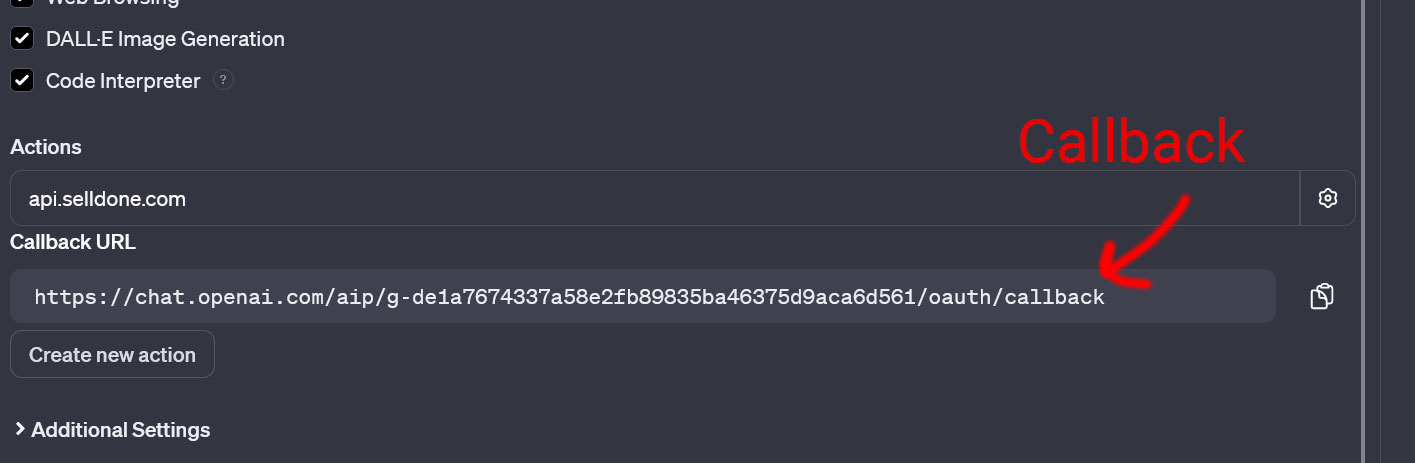 Web Browsing
DALL·E Image Generation
Code Interpreter ?
Actions
Callback
api.selldone.com
Callback URL
https://chat.openai.com/aip/g-de1a7674337a58e2fb89835ba46375d9aca6d561/oauth/callback
Create new action
Additional Settings